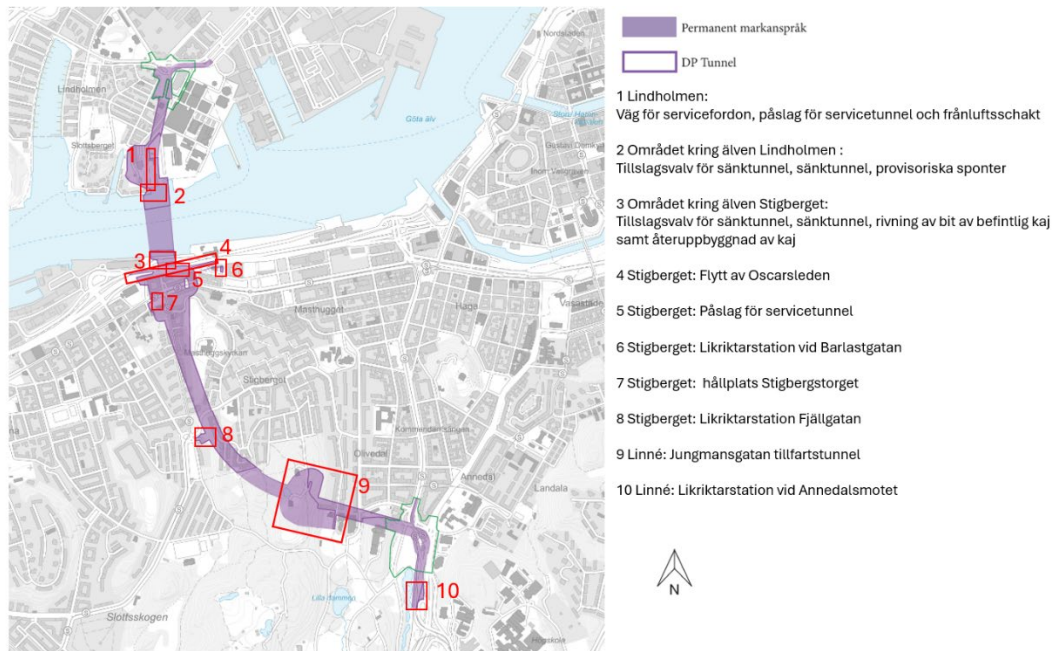 Permanent markanspråk
DP Tunnel
1 Lindholmen:
Väg för servicefordon, påslag för servicetunnel och frånluftsschakt
2 Området kring älven Lindholmen :
Tillslagsvalv för sänktunnel, sänktunnel, provisoriska sponter
3 Området kring älven Stigberget:
Tillslagsvalv för sänktunnel, sänktunnel, rivning av bit av befintlig kaj
samt återuppbyggnad av kaj
4 Stigberget: Flytt av Oscarsleden
5 Stigberget: Påslag för servicetunnel
6 Stigberget: Likriktarstation vid Barlastgatan
7 Stigberget: hållplats Stigbergstorget
8 Stigberget: Likriktarstation Fjällgatan
9 Linné: Jungmansgatan tillfartstunnel
10 Linné: Likriktarstation vid Annedalsmotet
N
Lindholmen
Slottsberget
Göta älv
1
2
3
4
5
6
7
Masthugget
Haga
Vasastaden
Stigberget
8
Olivedal
9
Annedal
Landala
10
Lilla dammen
Slottsskogen